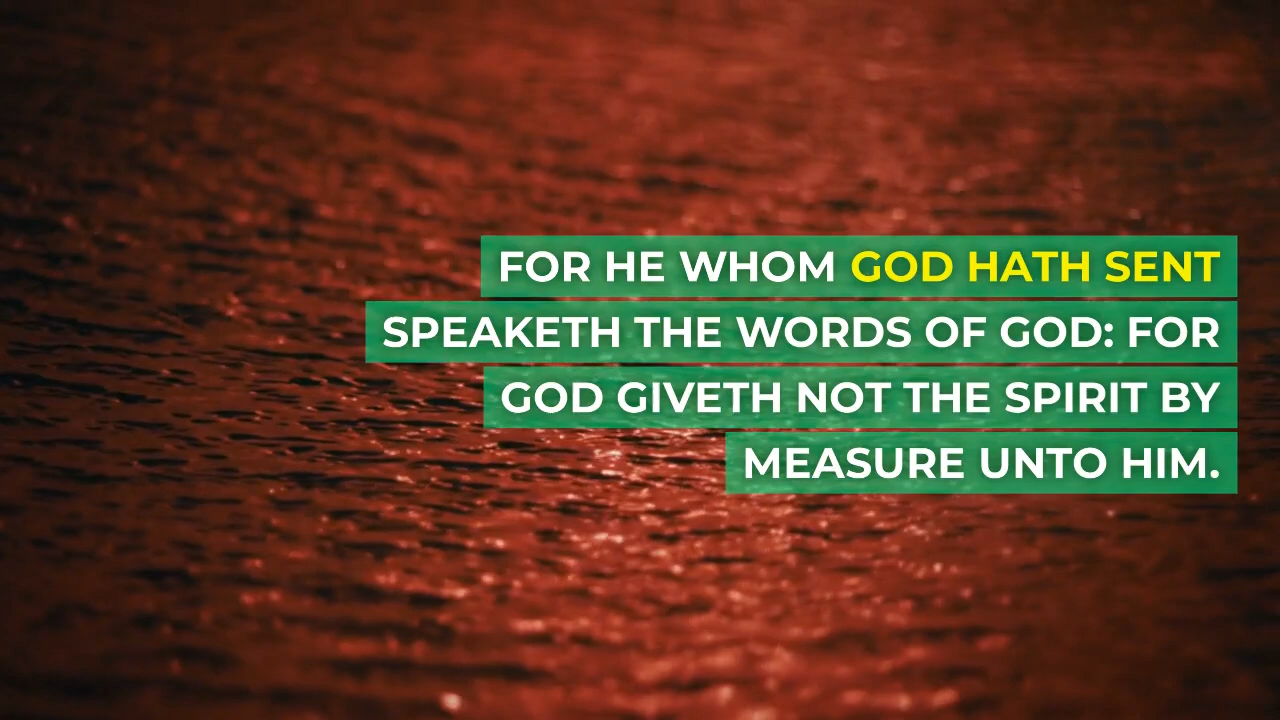 FOR HE WHOM GOD HATH SENT
SPEAKETH THE WORDS OF GOD: FOR
GOD GIVETH NOT THE SPIRIT BY
MEASURE UNTO HIM.